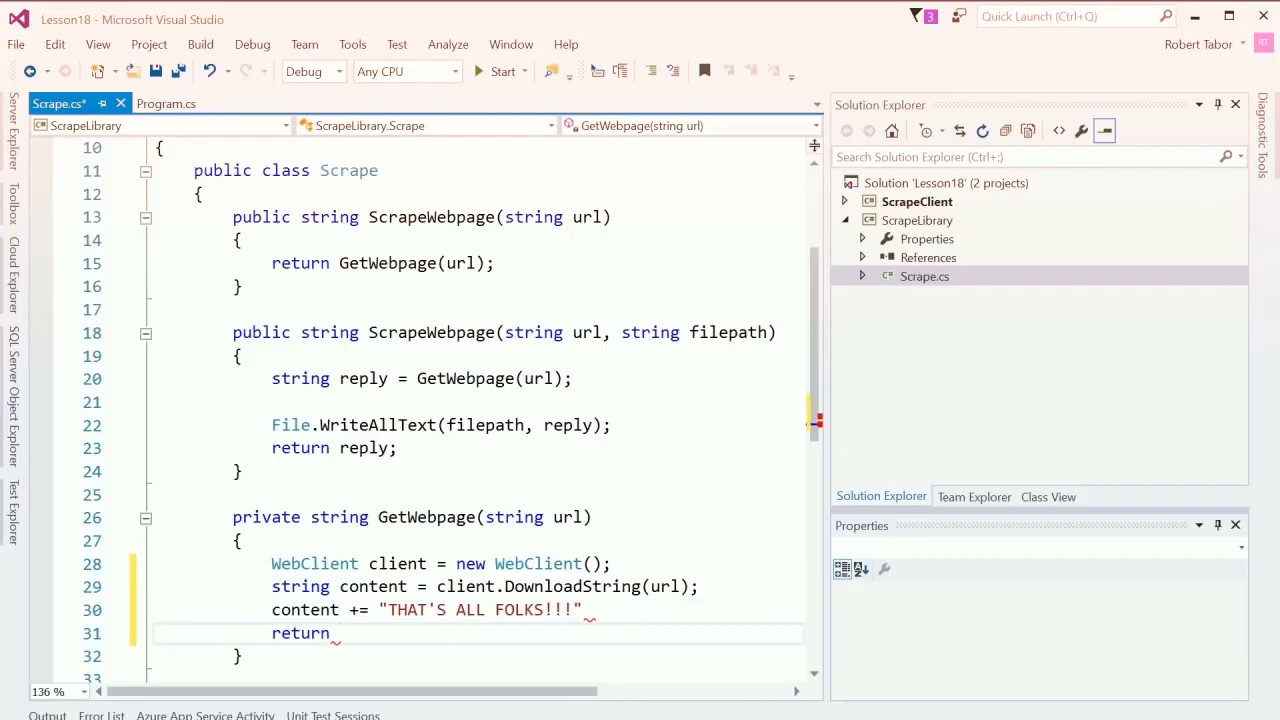 Lesson18 - Microsoft Visual Studio
3
Quick Launch (Ctrl+Q)
File Edit View Project Build Debug Team Tools Test Analyze Window Help
Robert Tabor RT
Debug Any CPU Start
Server Explorer
Toolbox
Cloud Explorer
SQL Server Object Explorer
Test Explorer
Scrape.cs* Program.cs
ScrapeLibrary ScrapeLibrary.Scrape GetWebpage(string url)
10 {
11 public class Scrape
12 {
13 public string ScrapeWebpage(string url)
14 {
15 return GetWebpage(url);
16 }
17
18 public string ScrapeWebpage(string url, string filepath)
19 {
20 string reply = GetWebpage(url);
21
22 File.WriteAllText(filepath, reply);
23 return reply;
24 }
25
26 private string GetWebpage(string url)
27 {
28 WebClient client = new WebClient();
29 string content = client.DownloadString(url);
30 content += "THAT'S ALL FOLKS!!!"
31 return
32 }
33
136 %
Output Error List Azure App Service Activity Unit Test Sessions
Solution Explorer
Search Solution Explorer (Ctrl+;)
Solution 'Lesson18' (2 projects)
C# ScrapeClient
C# ScrapeLibrary
Properties
References
C# Scrape.cs
Solution Explorer Team Explorer Class View
Properties
Diagnostic Tools